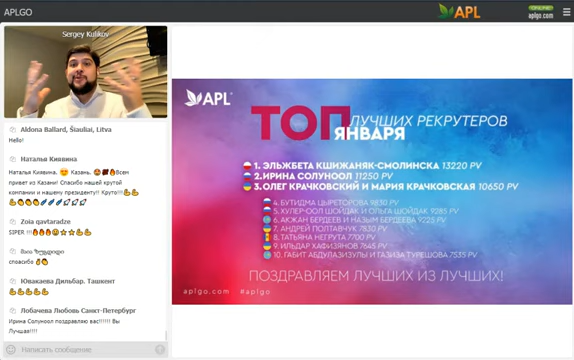 APLGO
APL
ONLINE
aplgo.com
Sergey Kulikov
Aldona Ballard, Šiauliai, Litva
Hello!
Наталья Киявина
Наталья Киявина. Казань. Всем
привет из Казани! Спасибо нашей крутой
компании и нашему президенту!! Круто!!!
Zoia qavtaradze
SIPER !!!
спасибо
Ювакаева Дильбар. Ташкент
Лобачева Любовь Санкт-Петербург
Ирина Солуноол поздравляю вас!!!!!! Вы
Лучшая!!!!
Написать сообщение
APL
ТОП ЛУЧШИХ РЕКРУТЕРОВ
ЯНВАРЯ
1. ЭЛЬЖБЕТА КШИЖАНЯК-СМОЛИНСКА 13220 PV
2. ИРИНА СОЛУНООЛ 11250 PV
3. ОЛЕГ КРАЧКОВСКИЙ И МАРИЯ КРАЧКОВСКАЯ 10650 PV
4. БУТИДМА ЦЫРЕТОРОВА 9830 PV
5. ХУЛЕР-ООЛ ШОЙДАК И ОЛЬГА ШОЙДАК 9285 PV
6. АКЖАН БЕРДЕЕВ И НАЗЫМ БЕРДЕЕВА 9225 PV
7. АНДРЕЙ ПОЛТАВЧУК 7830 PV
8. ТАТЬЯНА НЕГРУТА 7700 PV
9. ИЛЬДАР ХАФИЗЯНОВ 7645 PV
10. ГАБИТ АБДУЛАЗИЗУЛЫ И ГАЗИЗА ТУРЕШОВА 7535 PV
ПОЗДРАВЛЯЕМ ЛУЧШИХ ИЗ ЛУЧШИХ!
aplgo.com #aplgo